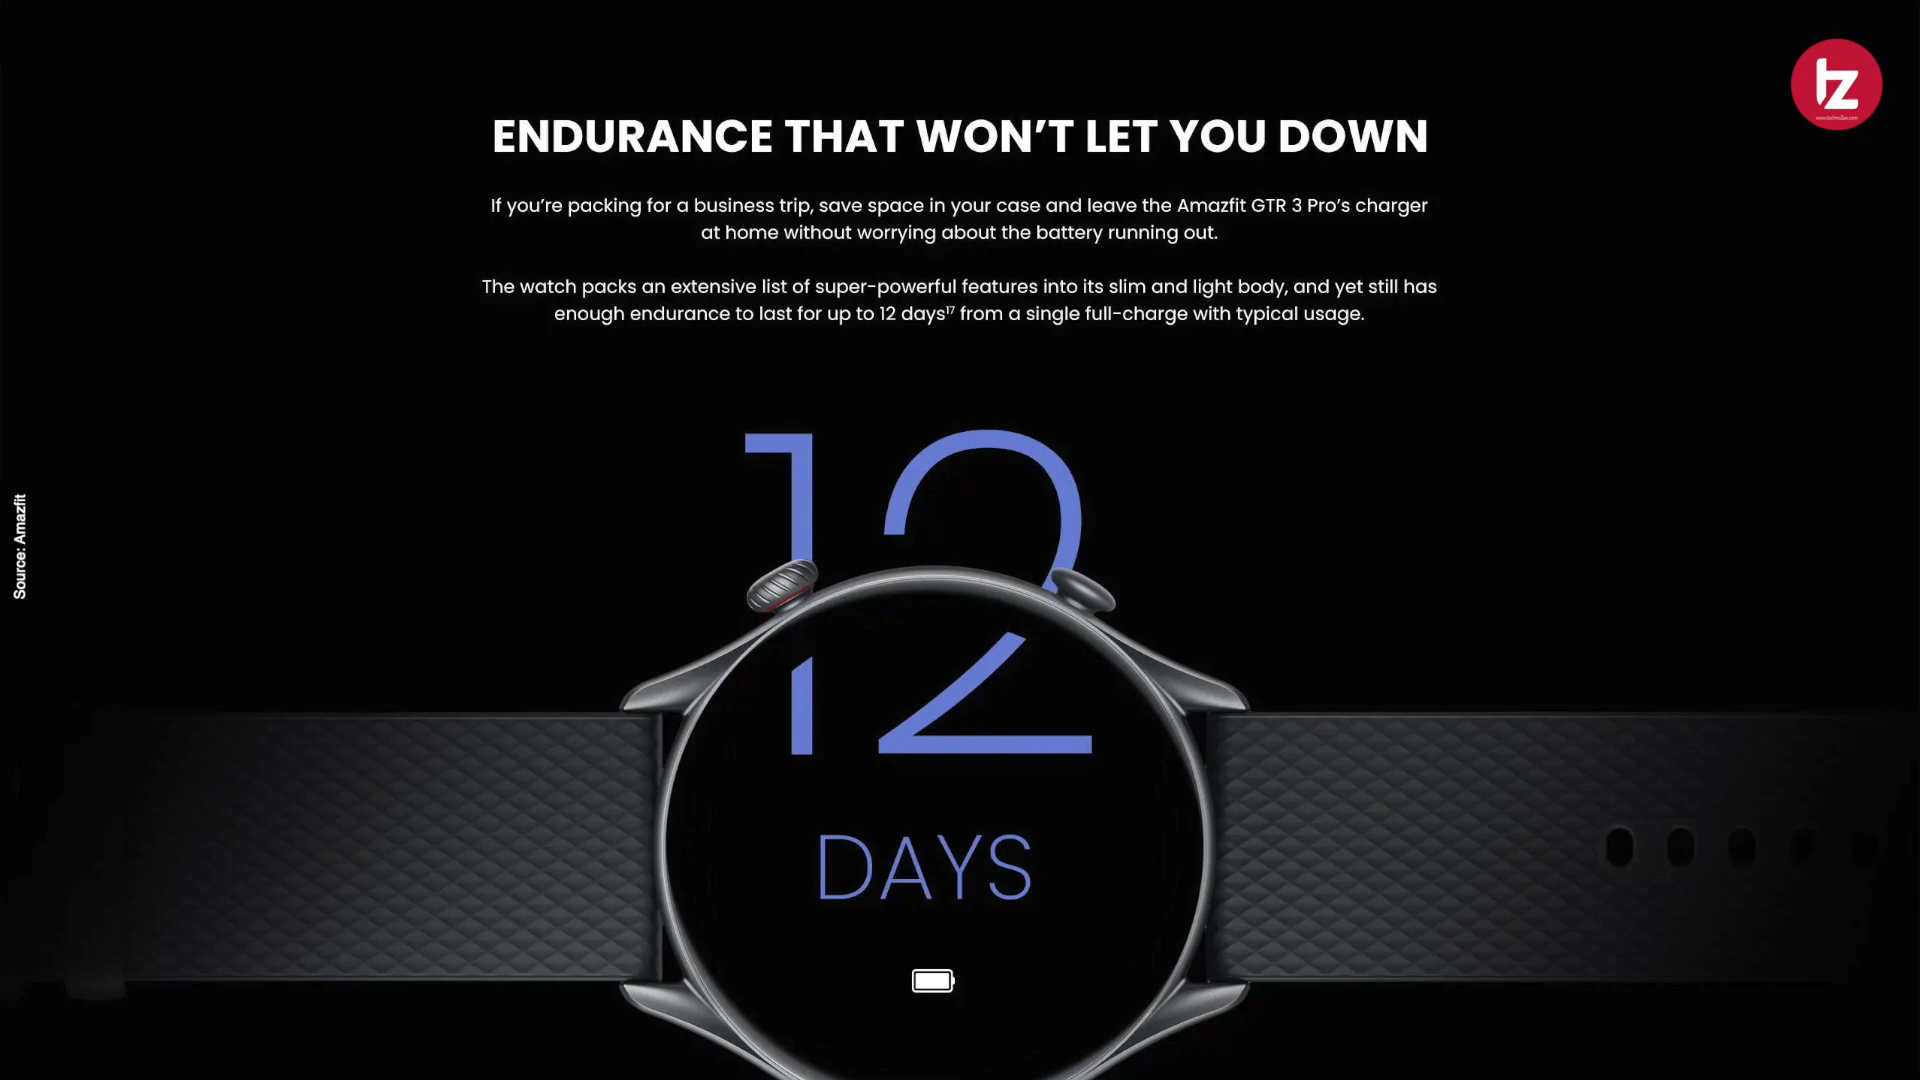 ENDURANCE THAT WON’T LET YOU DOWN
If you’re packing for a business trip, save space in your case and leave the Amazfit GTR 3 Pro’s charger
at home without worrying about the battery running out.
The watch packs an extensive list of super-powerful features into its slim and light body, and yet still has
enough endurance to last for up to 12 days¹⁷ from a single full-charge with typical usage.
12
DAYS
Source: Amazfit
tz